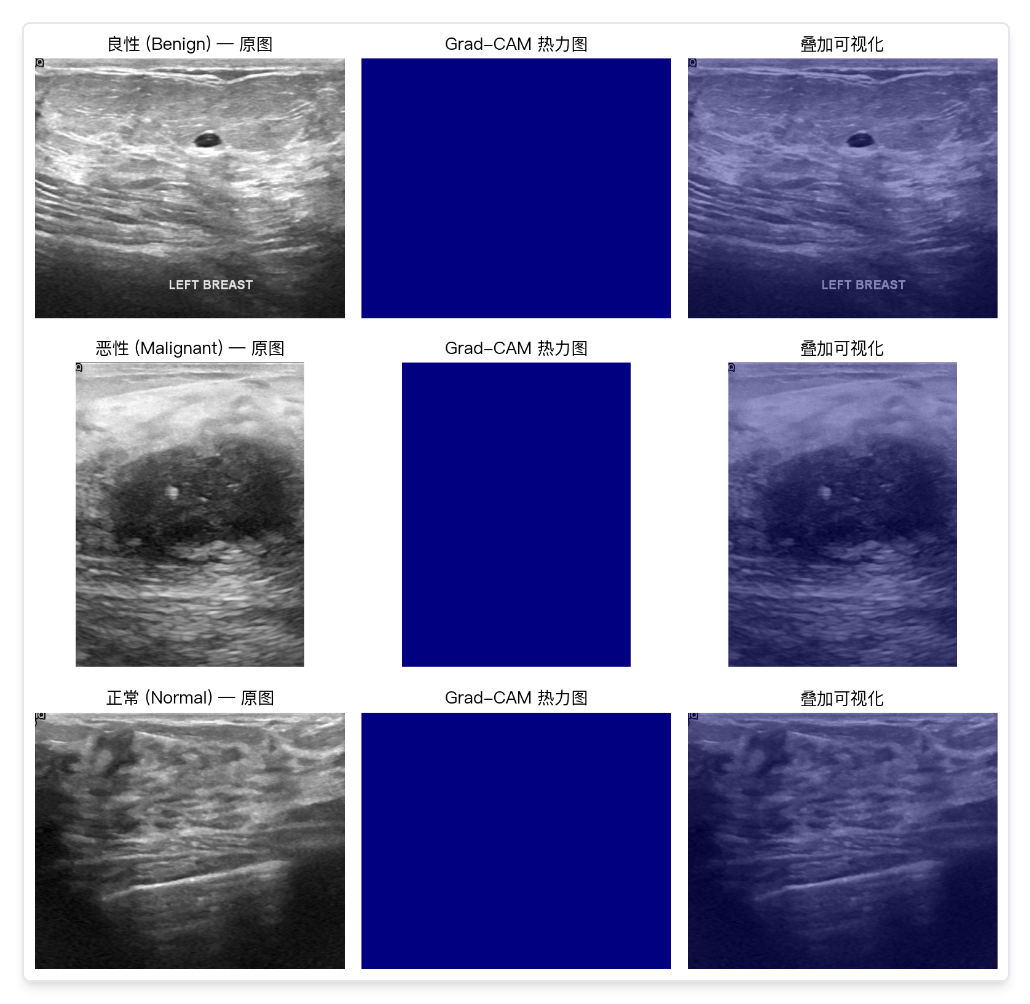 良性 (Benign) — 原图
Grad-CAM 热力图
叠加可视化
LEFT BREAST
LEFT BREAST
恶性 (Malignant) — 原图
Grad-CAM 热力图
叠加可视化
正常 (Normal) — 原图
Grad-CAM 热力图
叠加可视化